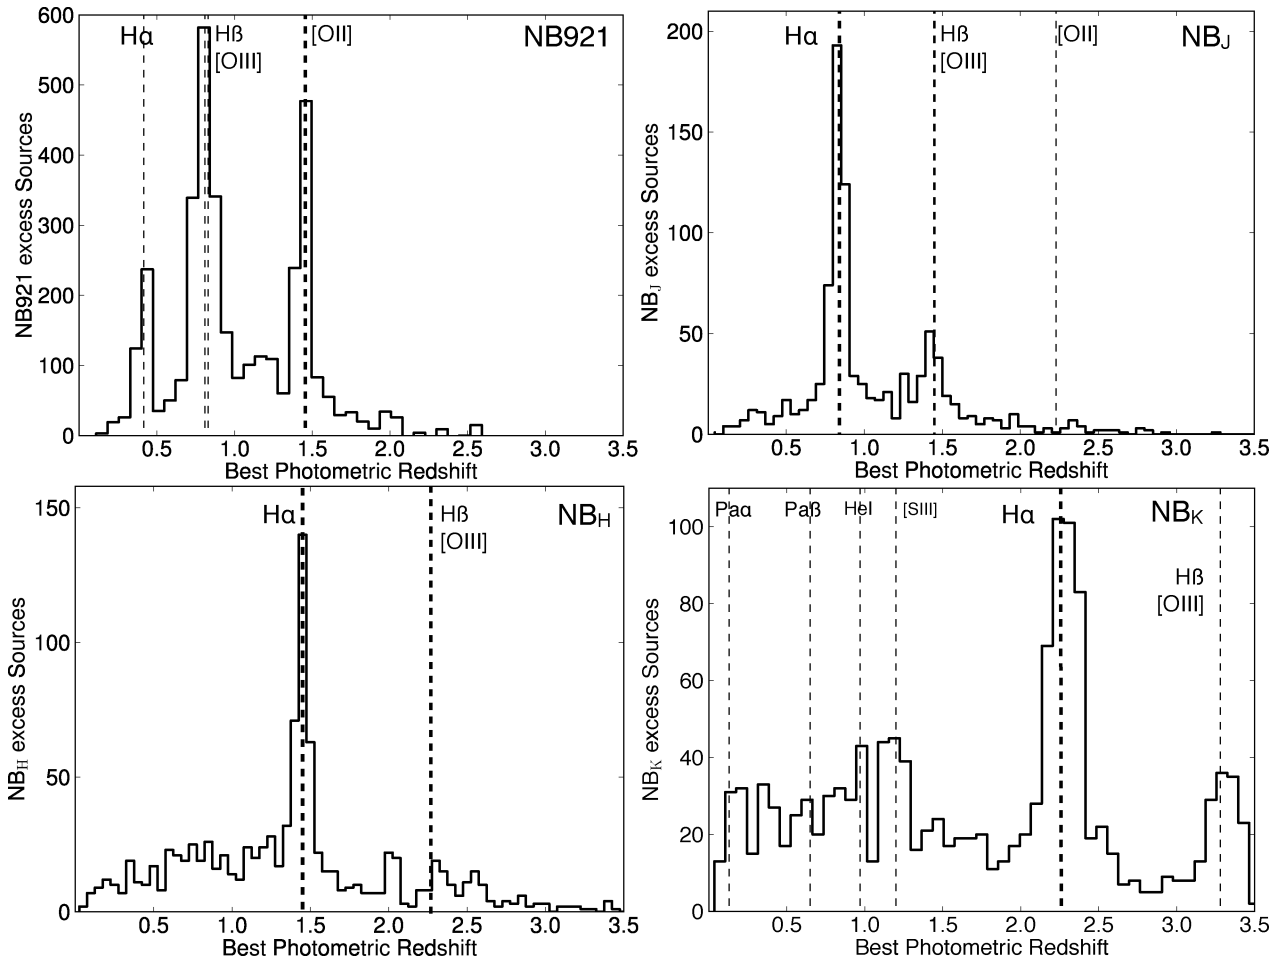 600
500
400
300
200
100
0
NB921 excess Sources
Hα
Hß
[OIII]
[OII]
NB921
0.5 1.0 1.5 2.0 2.5 3.0 3.5
Best Photometric Redshift
200
150
100
50
0
NBJ excess Sources
Hα
Hß
[OIII]
[OII]
NBJ
0.5 1.0 1.5 2.0 2.5 3.0 3.5
Best Photometric Redshift
150
100
50
0
NBH excess Sources
Hα
Hß
[OIII]
NBH
0.5 1.0 1.5 2.0 2.5 3.0 3.5
Best Photometric Redshift
100
80
60
40
20
0
NBK excess Sources
Paα
Paß
HeI
[SIII]
Hα
NBK
Hß
[OIII]
0.5 1.0 1.5 2.0 2.5 3.0 3.5
Best Photometric Redshift